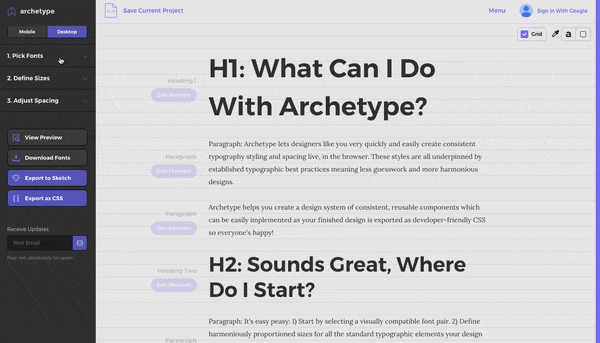 archetype
Save Current Project
Menu
Sign in With Google
Mobile
Desktop
Grid
a
1. Pick Fonts
2. Define Sizes
3. Adjust Spacing
View Preview
Download Fonts
Export to Sketch
Export as CSS
Receive Updates
Your Email
Fear not, absolutely no spam.
Heading 1
Edit Element
H1: What Can I Do
With Archetype?
Paragraph
Edit Element
Paragraph: Archetype lets designers like you very quickly and easily create consistent
typography styling and spacing live, in the browser. These styles are all underpinned by
established typographic best practices meaning less guesswork and more harmonious
designs.
Paragraph
Edit Element
Archetype helps you create a design system of consistent, reusable components which
can be easily implemented as your finished design is exported as developer-friendly CSS
so everyone's happy!
Heading Two
Edit Element
H2: Sounds Great, Where
Do I Start?
Paragraph
Paragraph: It's easy peasy: 1) Start by selecting a visually compatible font pair. 2) Define
harmoniously proportioned sizes for all the standard typographic elements your design